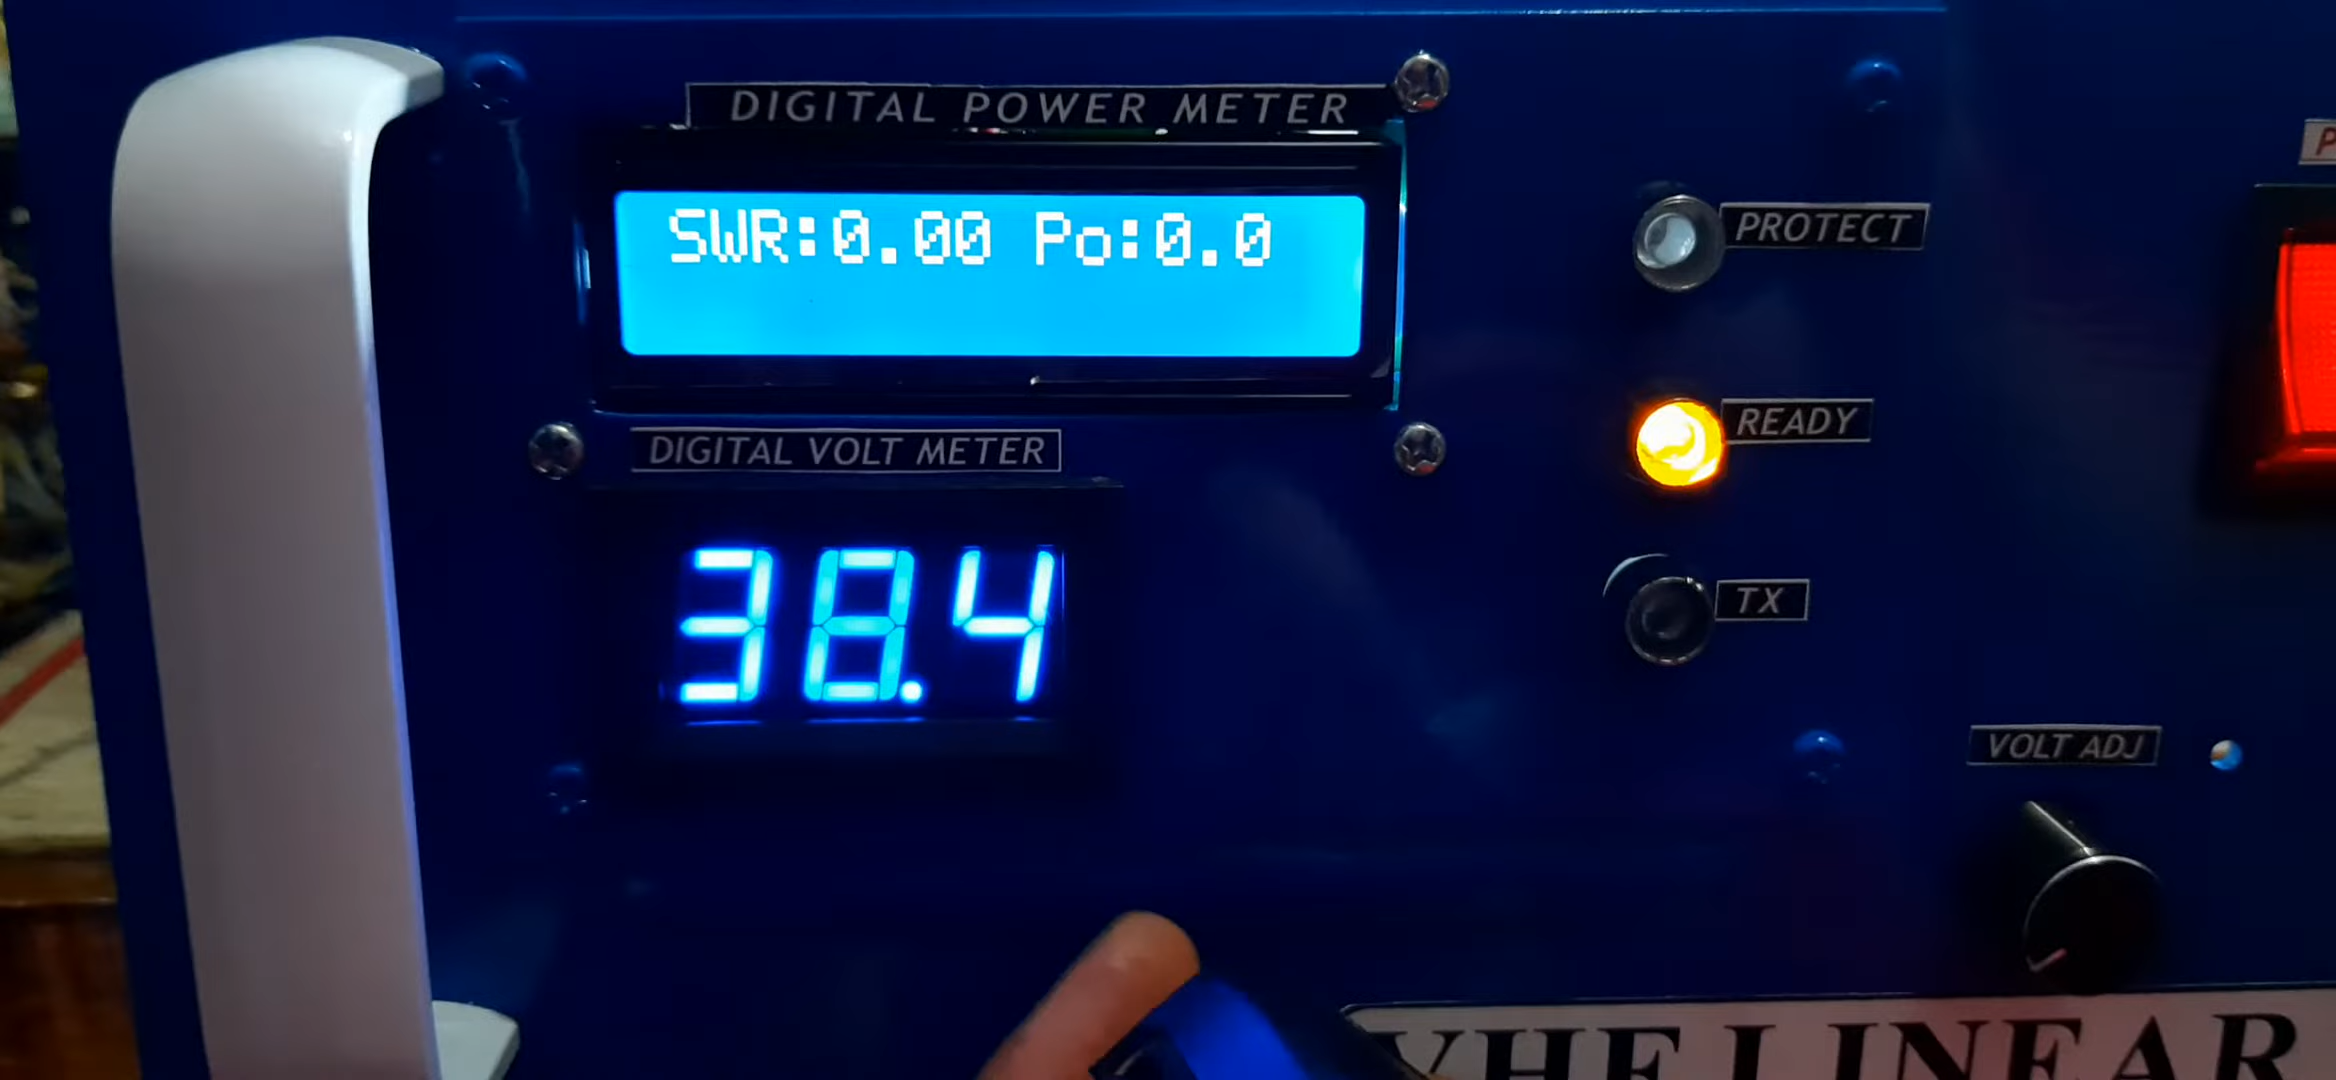 DIGITAL POWER METER
SWR:0.00 Po:0.0
PROTECT
READY
DIGITAL VOLT METER
38.4
TX
VOLT ADJ
VHF LINEAR